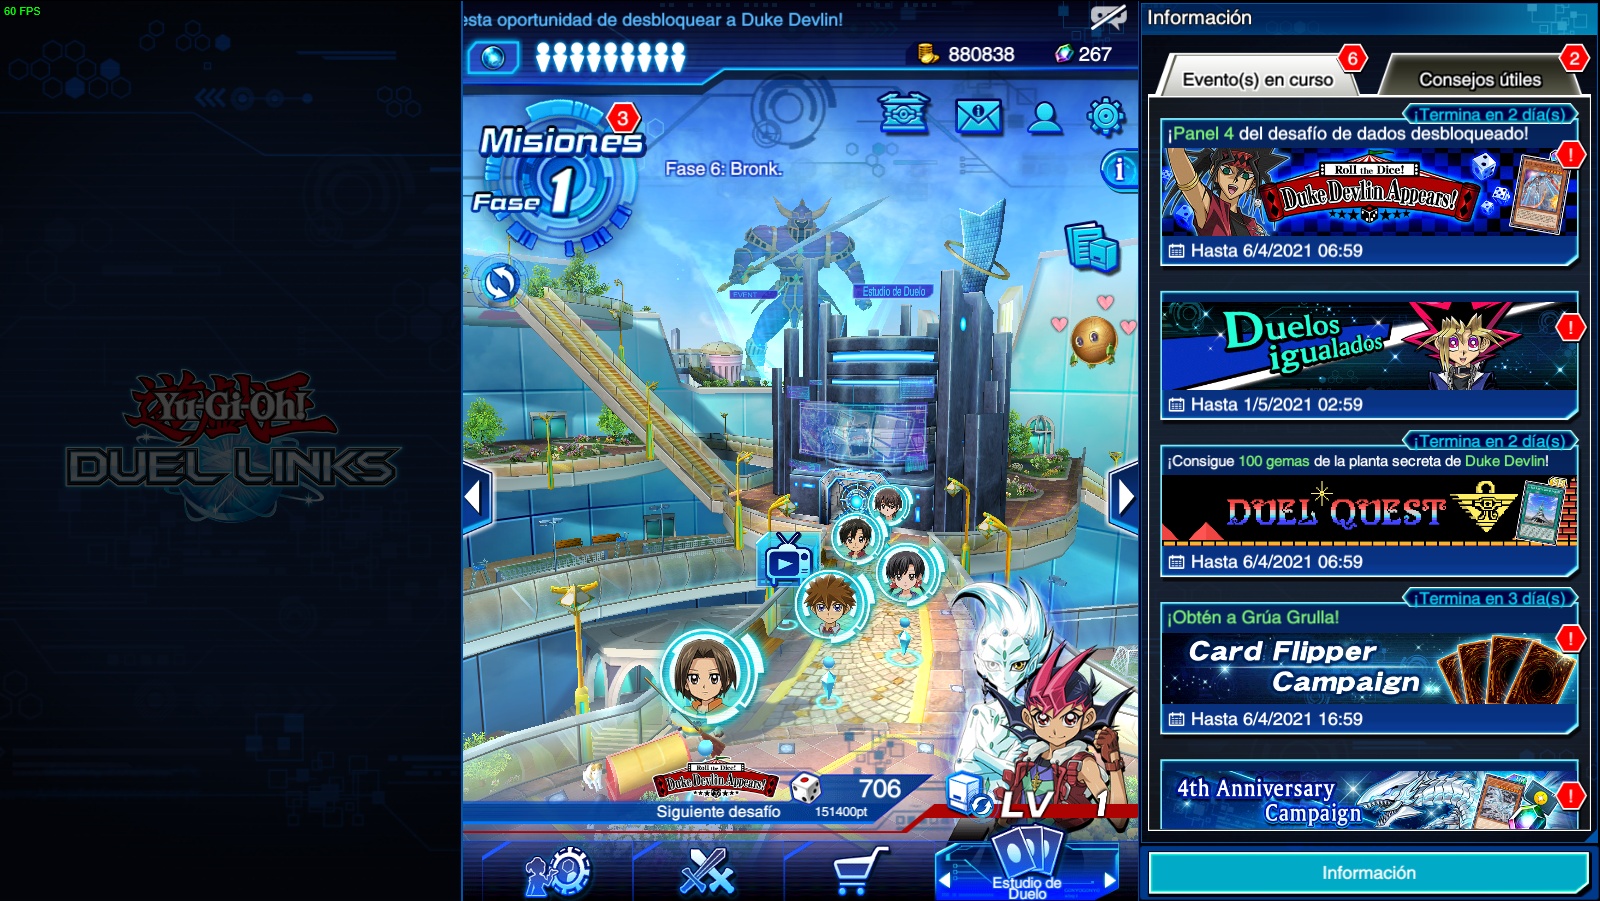 60 FPS
esta oportunidad de desbloquear a Duke Devlin!
880838
267
Misiones
3
Fase 1
Fase 6: Bronk.
i
EVENT
Estudio de Duelo
Yu-Gi-Oh!
DUEL LINKS
Roll the Dice!
Duke Devlin Appears!
706
Siguiente desafío
151400pt
LV 1
Estudio de
Duelo
Información
Evento(s) en curso
6
Consejos útiles
2
¡Termina en 2 día(s)
¡Panel 4 del desafío de dados desbloqueado!
!
Roll the Dice!
Duke Devlin Appears!
Hasta 6/4/2021 06:59
Duelos
igualados
!
Hasta 1/5/2021 02:59
¡Termina en 2 día(s)
¡Consigue 100 gemas de la planta secreta de Duke Devlin!
DUEL QUEST
Hasta 6/4/2021 06:59
¡Termina en 3 día(s)
¡Obtén a Grúa Grulla!
!
Card Flipper
Campaign
Hasta 6/4/2021 16:59
4th Anniversary
Campaign
!
Información